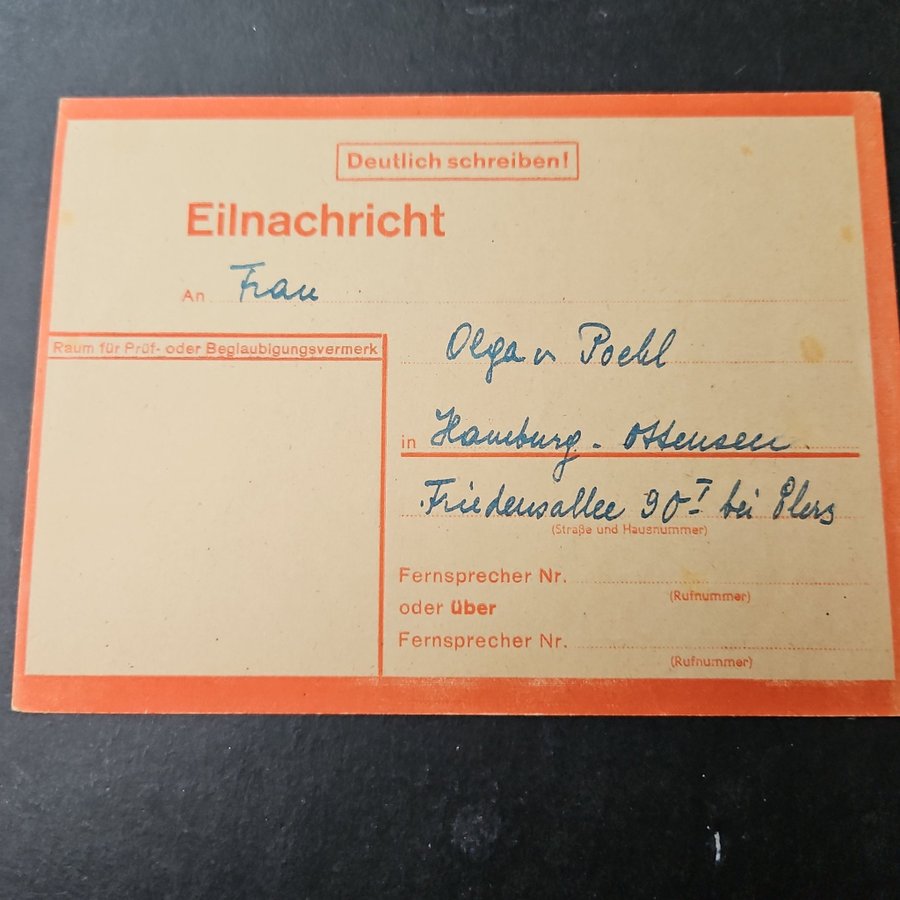 Deutlich schreiben!
Eilnachricht
An Frau
Raum für Prüf- oder Beglaubigungsvermerk
Olga v Poehl
in Hamburg - Ottensen
Friedensallee 90 I bei Ehlers
(Straße und Hausnummer)
Fernsprecher Nr.
(Rufnummer)
oder über
Fernsprecher Nr.
(Rufnummer)